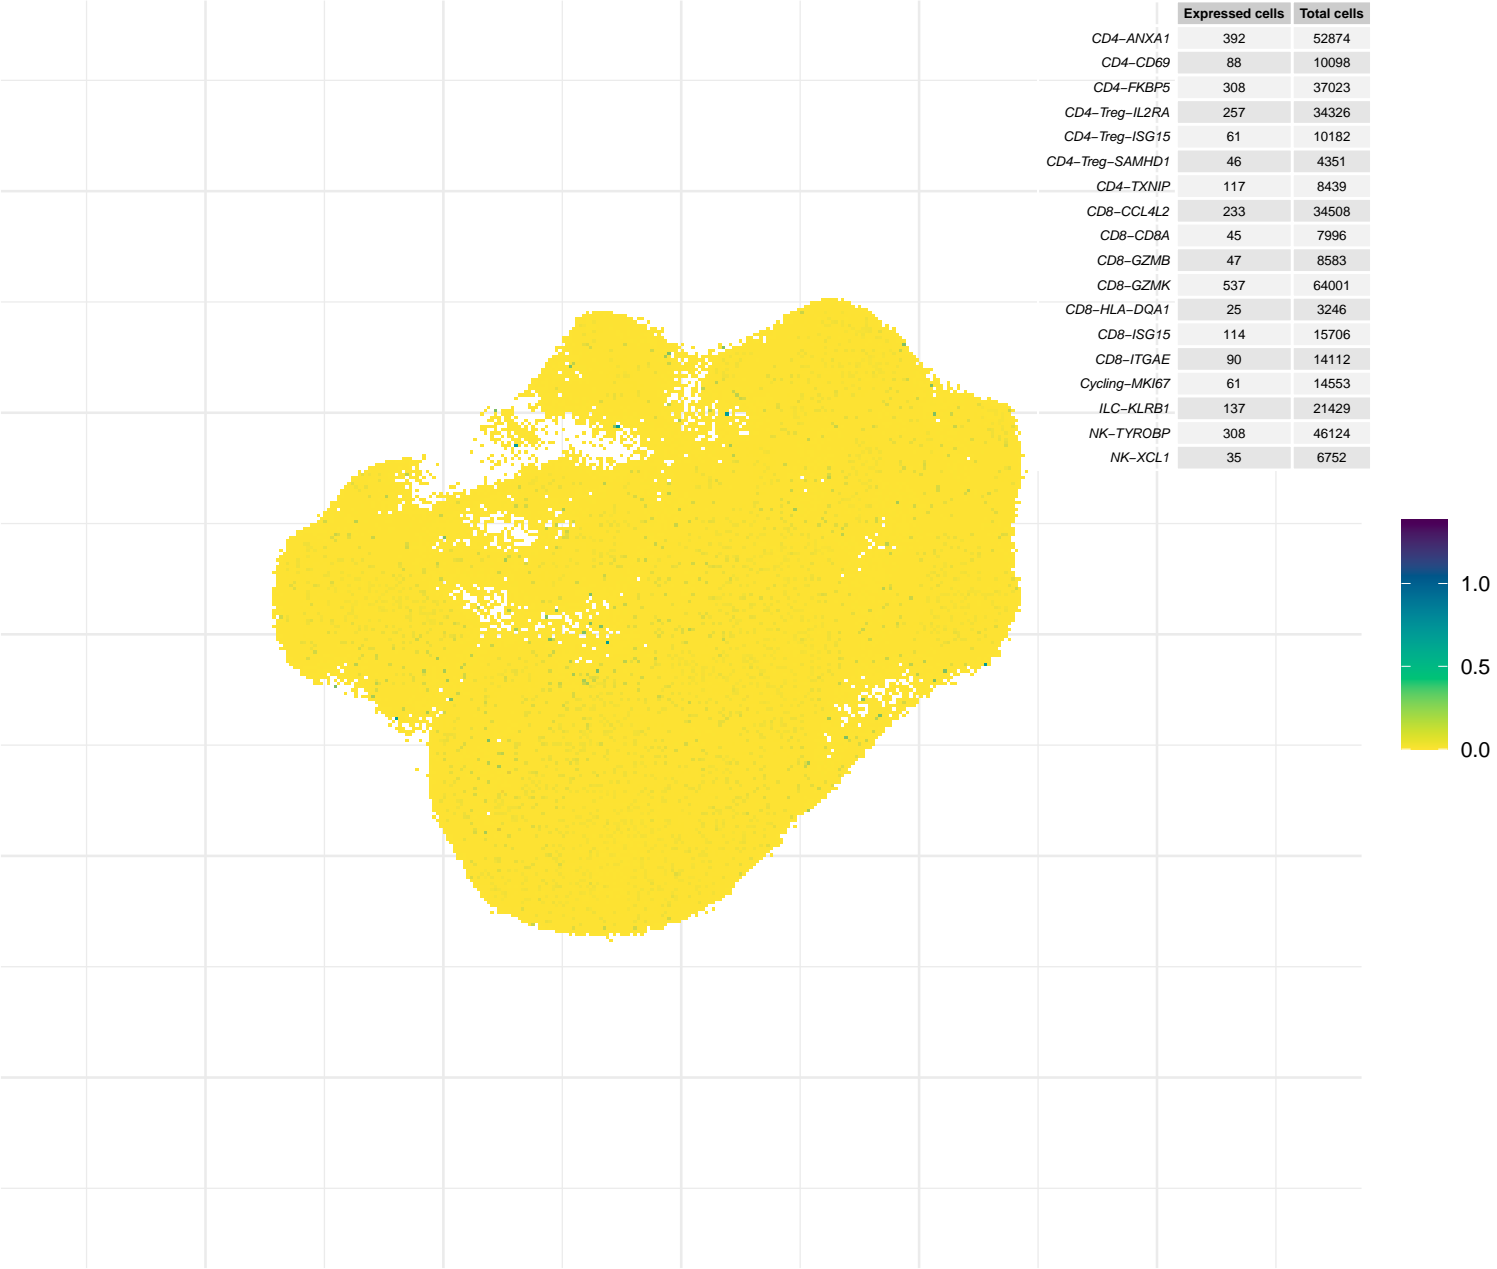 Expressed cells Total cells
CD4−ANXA1 392 52874
CD4−CD69 88 10098
CD4−FKBP5 308 37023
CD4−Treg−IL2RA 257 34326
CD4−Treg−ISG15 61 10182
CD4−Treg−SAMHD1 46 4351
CD4−TXNIP 117 8439
CD8−CCL4L2 233 34508
CD8−CD8A 45 7996
CD8−GZMB 47 8583
CD8−GZMK 537 64001
CD8−HLA−DQA1 25 3246
CD8−ISG15 114 15706
CD8−ITGAE 90 14112
Cycling−MKI67 61 14553
ILC−KLRB1 137 21429
NK−TYROBP 308 46124
NK−XCL1 35 6752
1.0
0.5
0.0